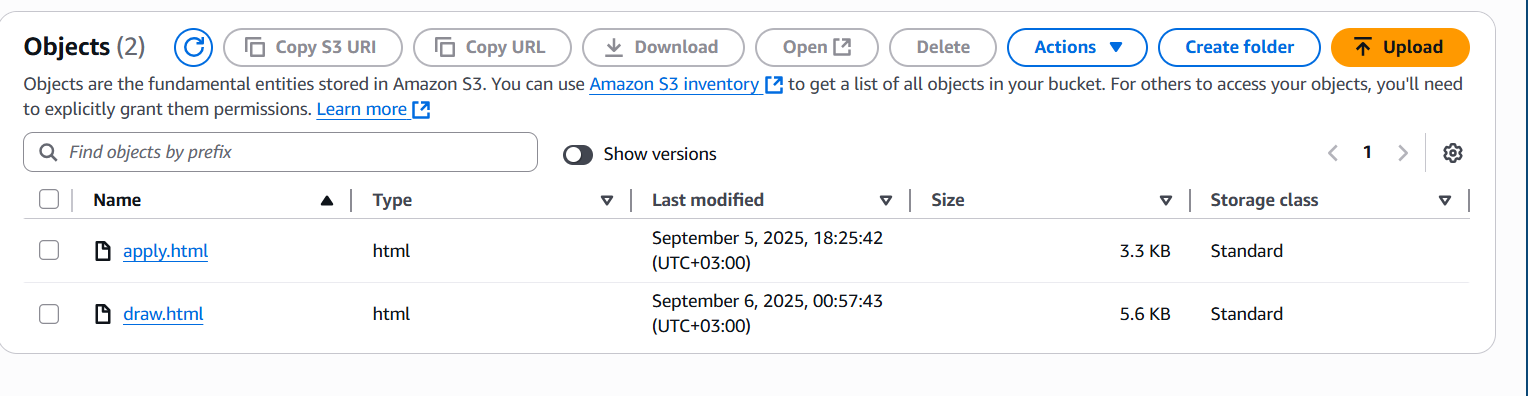 Objects (2)
Copy S3 URI
Copy URL
Download
Open
Delete
Actions
Create folder
Upload
Objects are the fundamental entities stored in Amazon S3. You can use Amazon S3 inventory to get a list of all objects in your bucket. For others to access your objects, you'll need
to explicitly grant them permissions. Learn more
Find objects by prefix
Show versions
1
Name
Type
Last modified
Size
Storage class
apply.html
html
September 5, 2025, 18:25:42
(UTC+03:00)
3.3 KB
Standard
draw.html
html
September 6, 2025, 00:57:43
(UTC+03:00)
5.6 KB
Standard